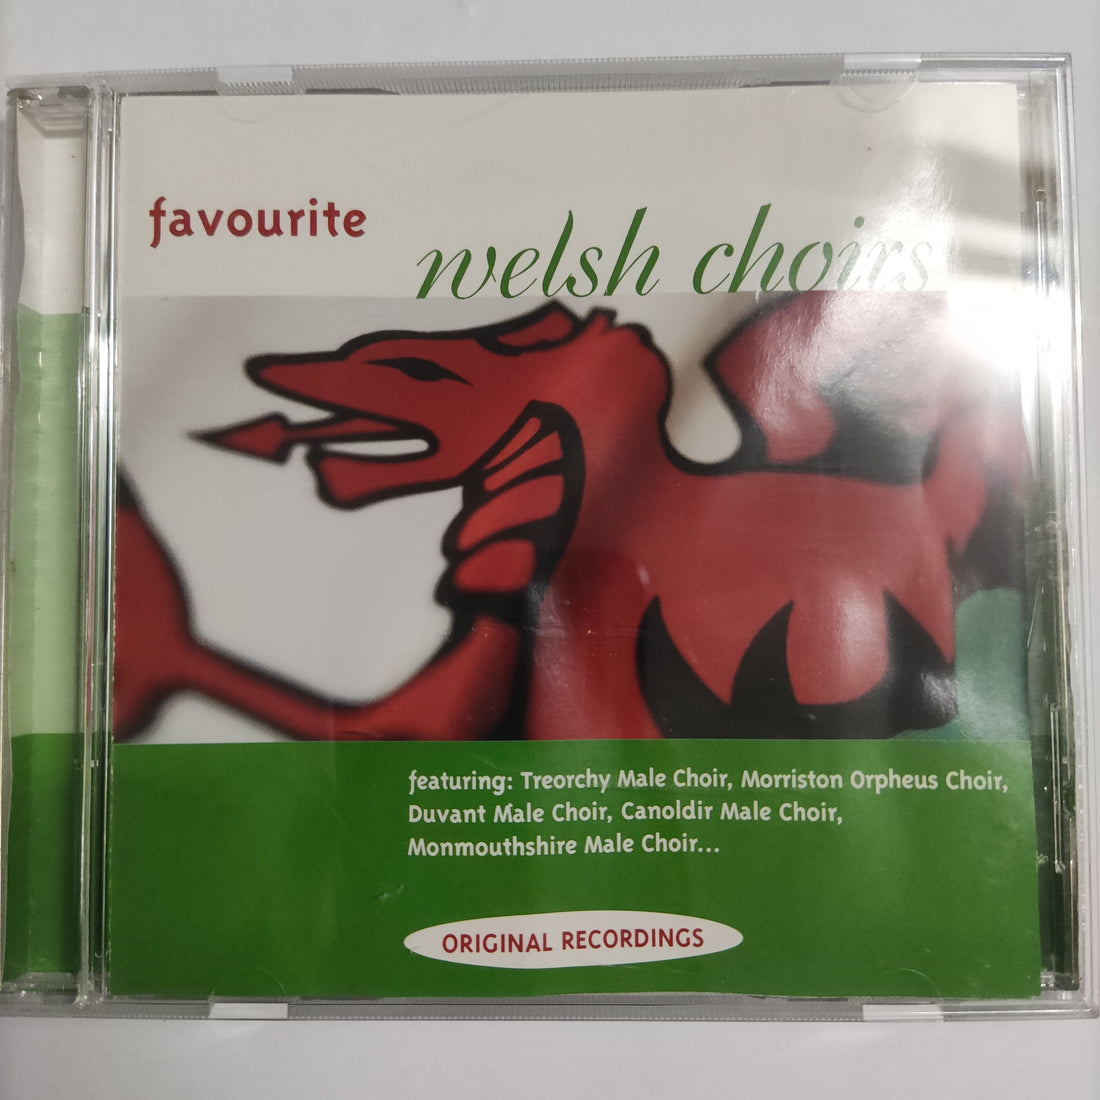 favourite
welsh choirs
featuring: Treorchy Male Choir, Morriston Orpheus Choir,
Duvant Male Choir, Canoldir Male Choir,
Monmouthshire Male Choir...
ORIGINAL RECORDINGS